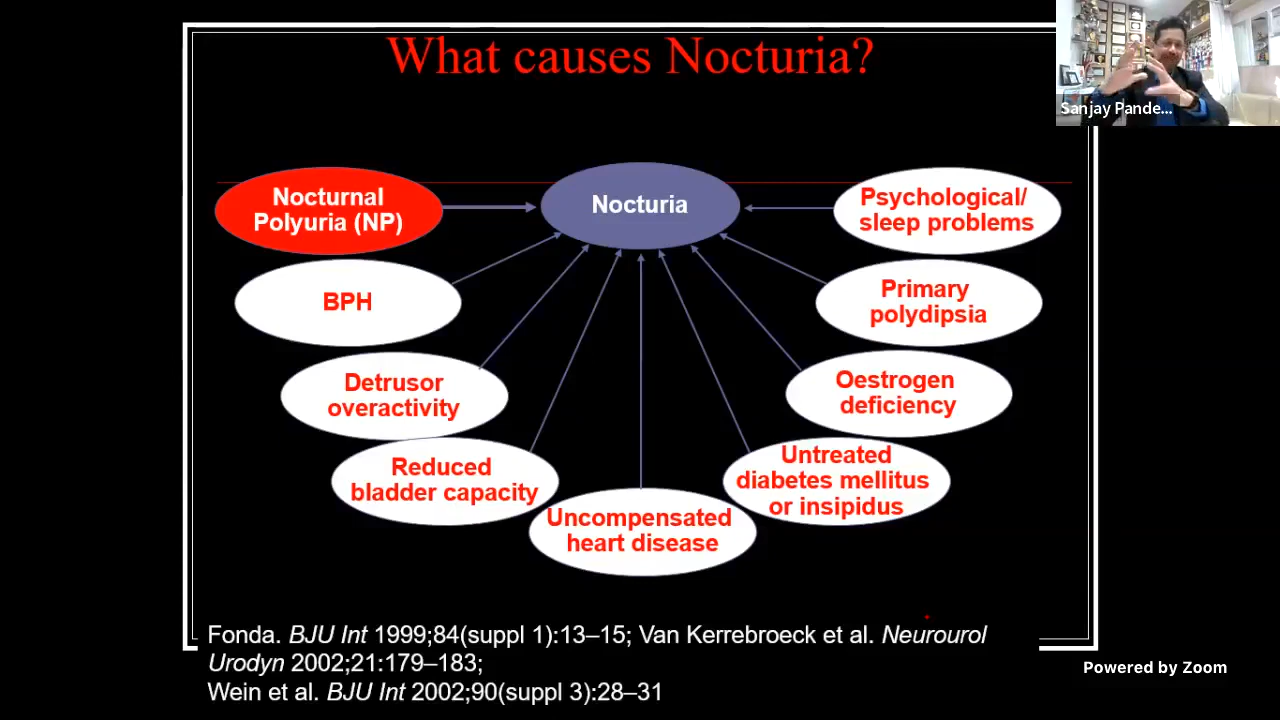 What causes Nocturia?
Sanjay Pande...
Nocturnal
Polyuria (NP)
Nocturia
Psychological/
sleep problems
BPH
Primary
polydipsia
Detrusor
overactivity
Oestrogen
deficiency
Reduced
bladder capacity
Untreated
diabetes mellitus
or insipidus
Uncompensated
heart disease
Fonda. BJU Int 1999;84(suppl 1):13–15; Van Kerrebroeck et al. Neurourol
Urodyn 2002;21:179–183;
Wein et al. BJU Int 2002;90(suppl 3):28–31
Powered by Zoom